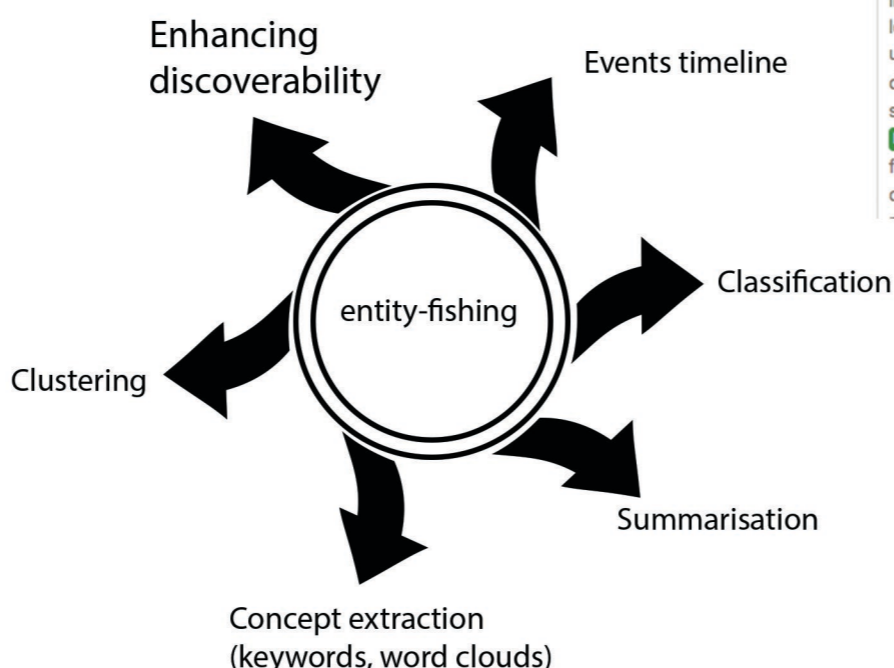 Enhancing
discoverability
Events timeline
entity-fishing
Classification
Clustering
Summarisation
Concept extraction
(keywords, word clouds)